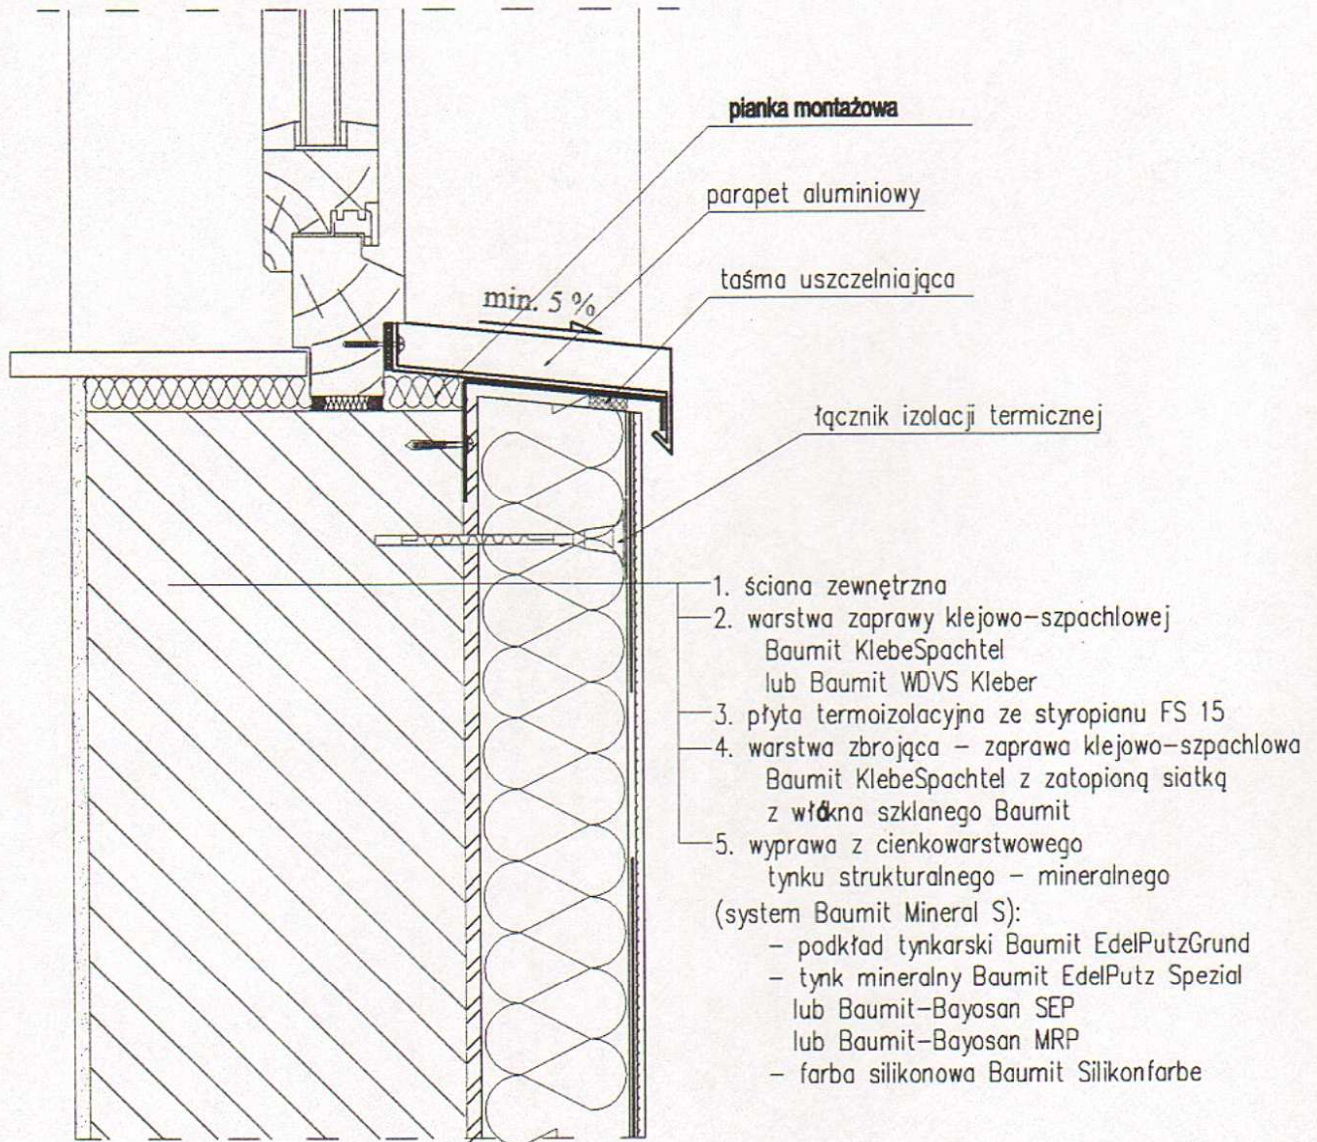 pianka montażowa
parapet aluminiowy
taśma uszczelniająca
min. 5 %
łącznik izolacji termicznej
1. ściana zewnętrzna
2. warstwa zaprawy klejowo-szpachlowej
Baumit KlebeSpachtel
lub Baumit WDVS Kleber
3. płyta termoizolacyjna ze styropianu FS 15
4. warstwa zbrojąca – zaprawa klejowo-szpachlowa
Baumit KlebeSpachtel z zatopioną siatką
z włókna szklanego Baumit
5. wyprawa z cienkowarstwowego
tynku strukturalnego – mineralnego
(system Baumit Mineral S):
– podkład tynkarski Baumit EdelPutzGrund
– tynk mineralny Baumit EdelPutz Spezial
lub Baumit-Bayosan SEP
lub Baumit-Bayosan MRP
– farba silikonowa Baumit Silikonfarbe